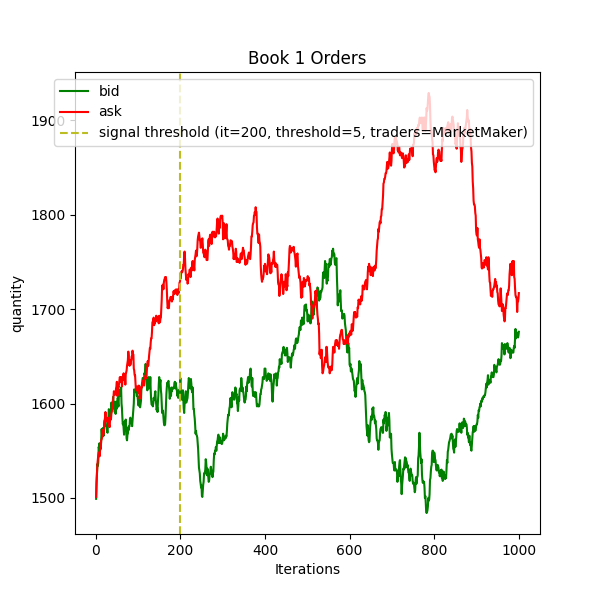 Book 1 Orders
bid
ask
signal threshold (it=200, threshold=5, traders=MarketMaker)
1900
1800
1700
1600
1500
quantity
0 200 400 600 800 1000
Iterations